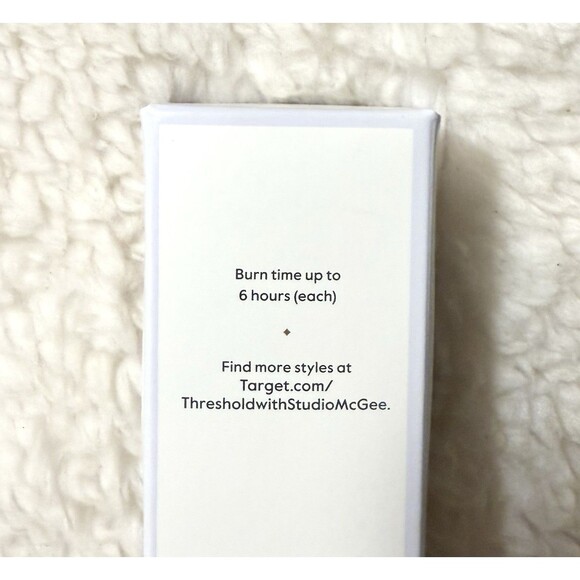 Burn time up to
6 hours (each)
Find more styles at
Target.com/
ThresholdwithStudioMcGee.